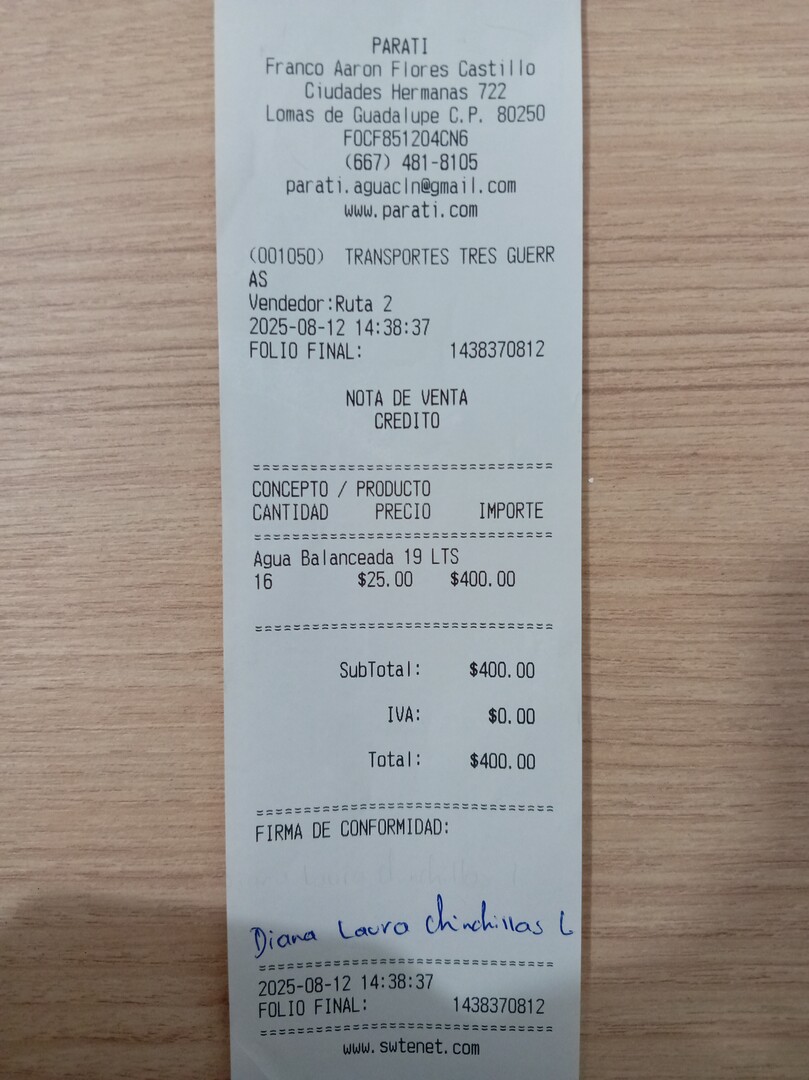 PARATI
Franco Aaron Flores Castillo
Ciudades Hermanas 722
Lomas de Guadalupe C.P. 80250
FOCF851204CN6
(667) 481-8105
parati.aguacln@gmail.com
www.parati.com
(001050) TRANSPORTES TRES GUERR
AS
Vendedor:Ruta 2
2025-08-12 14:38:37
FOLIO FINAL: 1438370812
NOTA DE VENTA
CREDITO
===============================
CONCEPTO / PRODUCTO
CANTIDAD PRECIO IMPORTE
===============================
Agua Balanceada 19 LTS
16 $25.00 $400.00
===============================
SubTotal: $400.00
IVA: $0.00
Total: $400.00
===============================
FIRMA DE CONFORMIDAD:
Diana Laura Chinchillas L
===============================
2025-08-12 14:38:37
FOLIO FINAL: 1438370812
===============================
www.swtenet.com